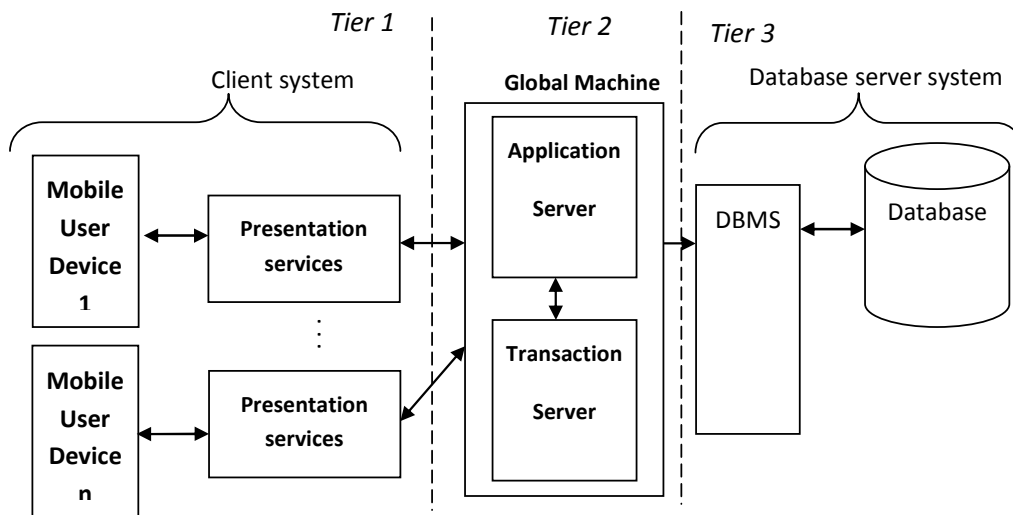 Tier 1
Tier 2
Tier 3
Client system
Global Machine
Database server system
Mobile
User
Device
1
Presentation
services
Application
Server
DBMS
Database
⋮
Mobile
User
Device
n
Presentation
services
Transaction
Server